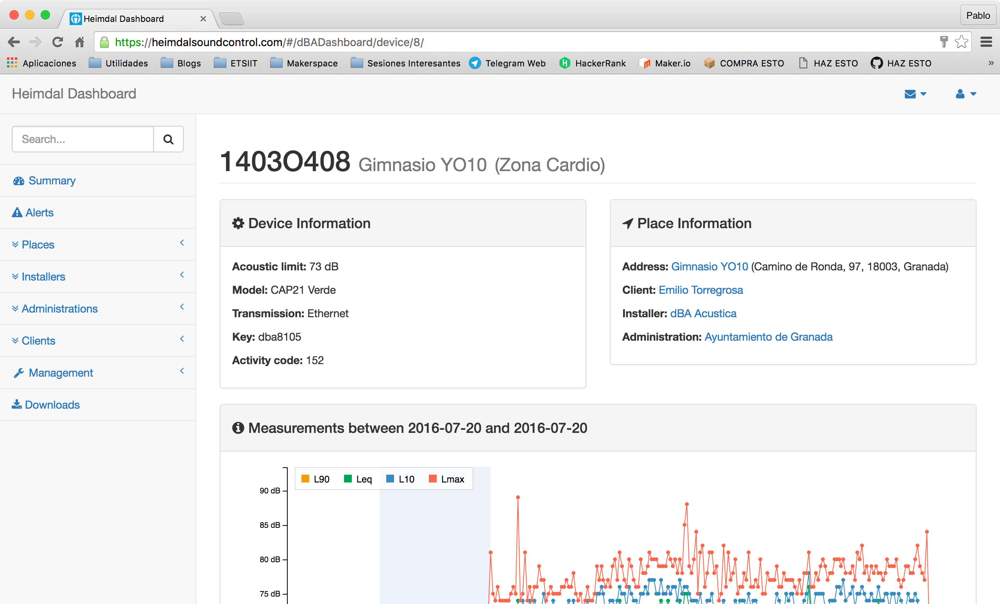 Heimdal Dashboard
Pablo
https://heimdalsoundcontrol.com/#/dBADashboard/device/8/
Aplicaciones Utilidades Blogs ETSIIT Makerspace Sesiones Interesantes Telegram Web HackerRank Maker.io COMPRA ESTO HAZ ESTO HAZ ESTO »
Heimdal Dashboard
Search...
Summary
Alerts
Places
Installers
Administrations
Clients
Management
Downloads
1403O408 Gimnasio YO10 (Zona Cardio)
Device Information
Acoustic limit: 73 dB
Model: CAP21 Verde
Transmission: Ethernet
Key: dba8105
Activity code: 152
Place Information
Address: Gimnasio YO10 (Camino de Ronda, 97, 18003, Granada)
Client: Emilio Torregrosa
Installer: dBA Acustica
Administration: Ayuntamiento de Granada
Measurements between 2016-07-20 and 2016-07-20
L90 Leq L10 Lmax
90 dB
85 dB
80 dB
75 dB